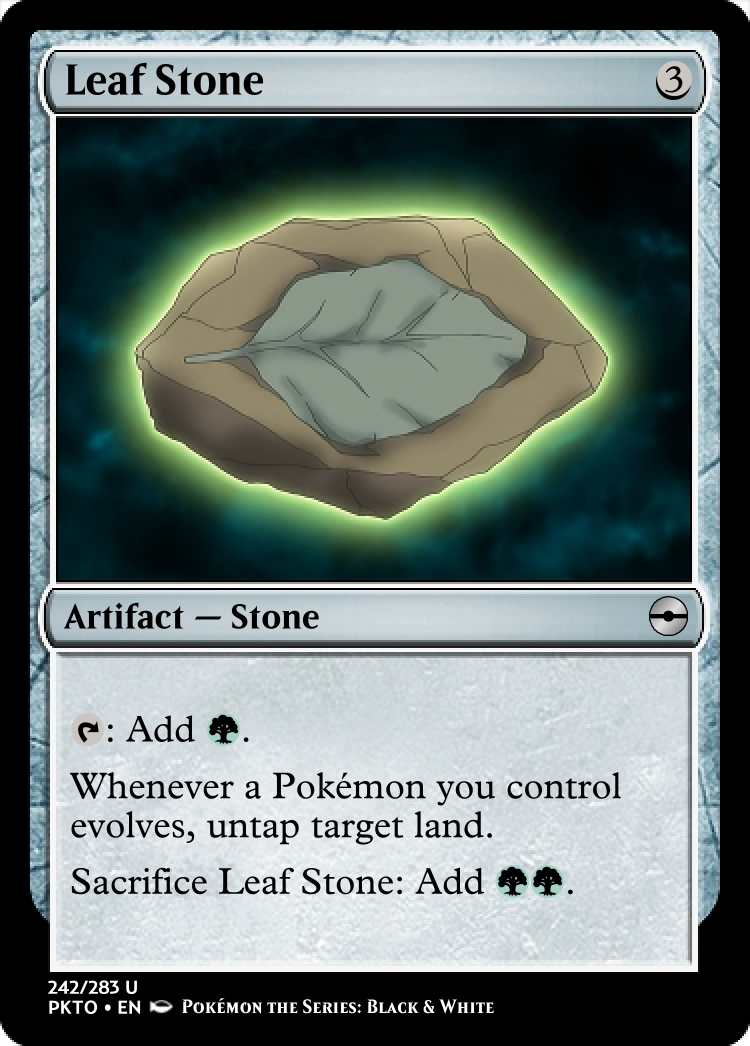 Leaf Stone 3
Artifact — Stone
: Add .
Whenever a Pokémon you control
evolves, untap target land.
Sacrifice Leaf Stone: Add .
242/283 U
PKTO • EN Pokémon the Series: Black & White